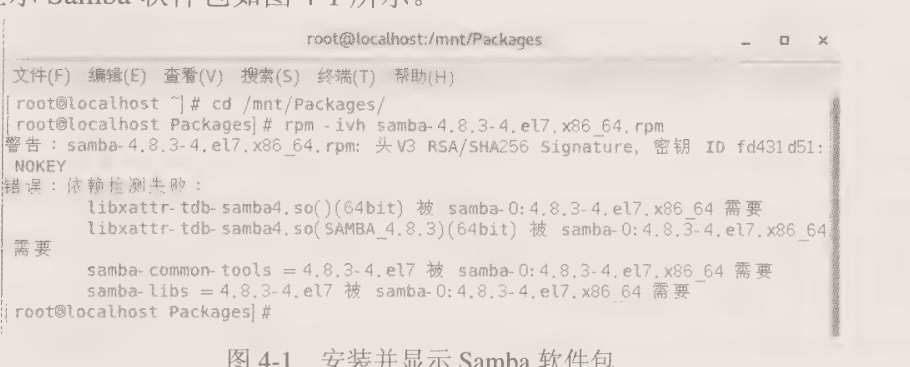 示 Samba 软件包如图 4-1 所示。
root@localhost:/mnt/Packages
文件(F) 编辑(E) 查看(V) 搜索(S) 终端(T) 帮助(H)
[root@localhost ~]# cd /mnt/Packages/
[root@localhost Packages]# rpm -ivh samba-4.8.3-4.el7.x86_64.rpm
警告：samba-4.8.3-4.el7.x86_64.rpm: 头V3 RSA/SHA256 Signature, 密钥 ID fd431d51:
NOKEY
错误：依赖检测失败：
libxattr-tdb-samba4.so()(64bit) 被 samba-0:4.8.3-4.el7.x86_64 需要
libxattr-tdb-samba4.so(SAMBA_4.8.3)(64bit) 被 samba-0:4.8.3-4.el7.x86_64
需要
samba-common-tools = 4.8.3-4.el7 被 samba-0:4.8.3-4.el7.x86_64 需要
samba-libs = 4.8.3-4.el7 被 samba-0:4.8.3-4.el7.x86_64 需要
[root@localhost Packages]#
图 4-1 安装并显示 Samba 软件包